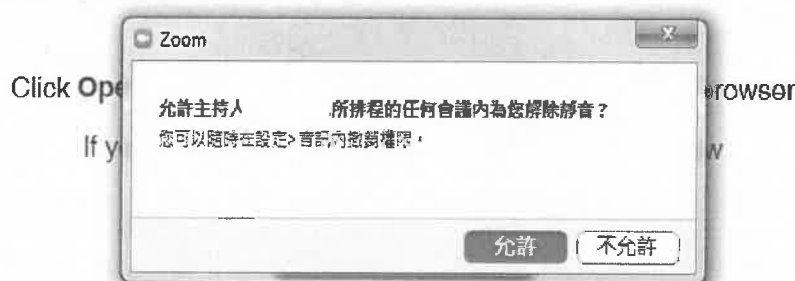 Zoom
Click Ope
rowser
允許主持人 所排程的任何會議內為您解除靜音？
您可以隨時在設定>音訊內撤銷權限。
If y
w
允許 不允許